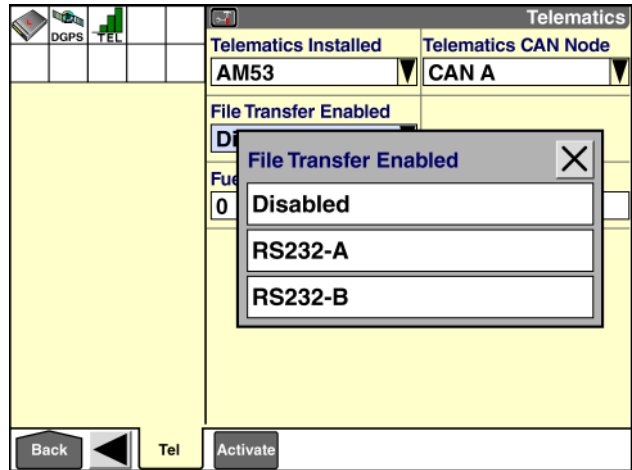 DGPS
TEL
Telematics
Telematics Installed
Telematics CAN Node
AM53
CAN A
File Transfer Enabled
Di
File Transfer Enabled
Fue
0
Disabled
RS232-A
RS232-B
Back
Tel
Activate